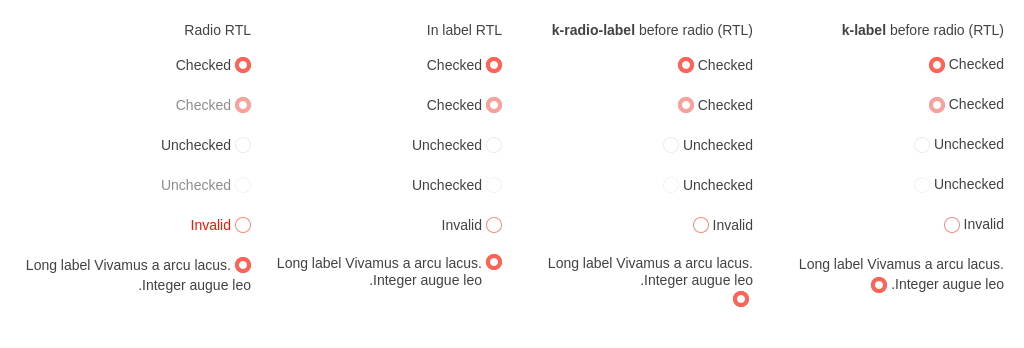 Radio RTL
Checked
Checked
Unchecked
Unchecked
Invalid
Long label Vivamus a arcu lacus.
.Integer augue leo
In label RTL
Checked
Checked
Unchecked
Unchecked
Invalid
Long label Vivamus a arcu lacus.
.Integer augue leo
k-radio-label before radio (RTL)
Checked
Checked
Unchecked
Unchecked
Invalid
Long label Vivamus a arcu lacus.
.Integer augue leo
k-label before radio (RTL)
Checked
Checked
Unchecked
Unchecked
Invalid
Long label Vivamus a arcu lacus.
.Integer augue leo